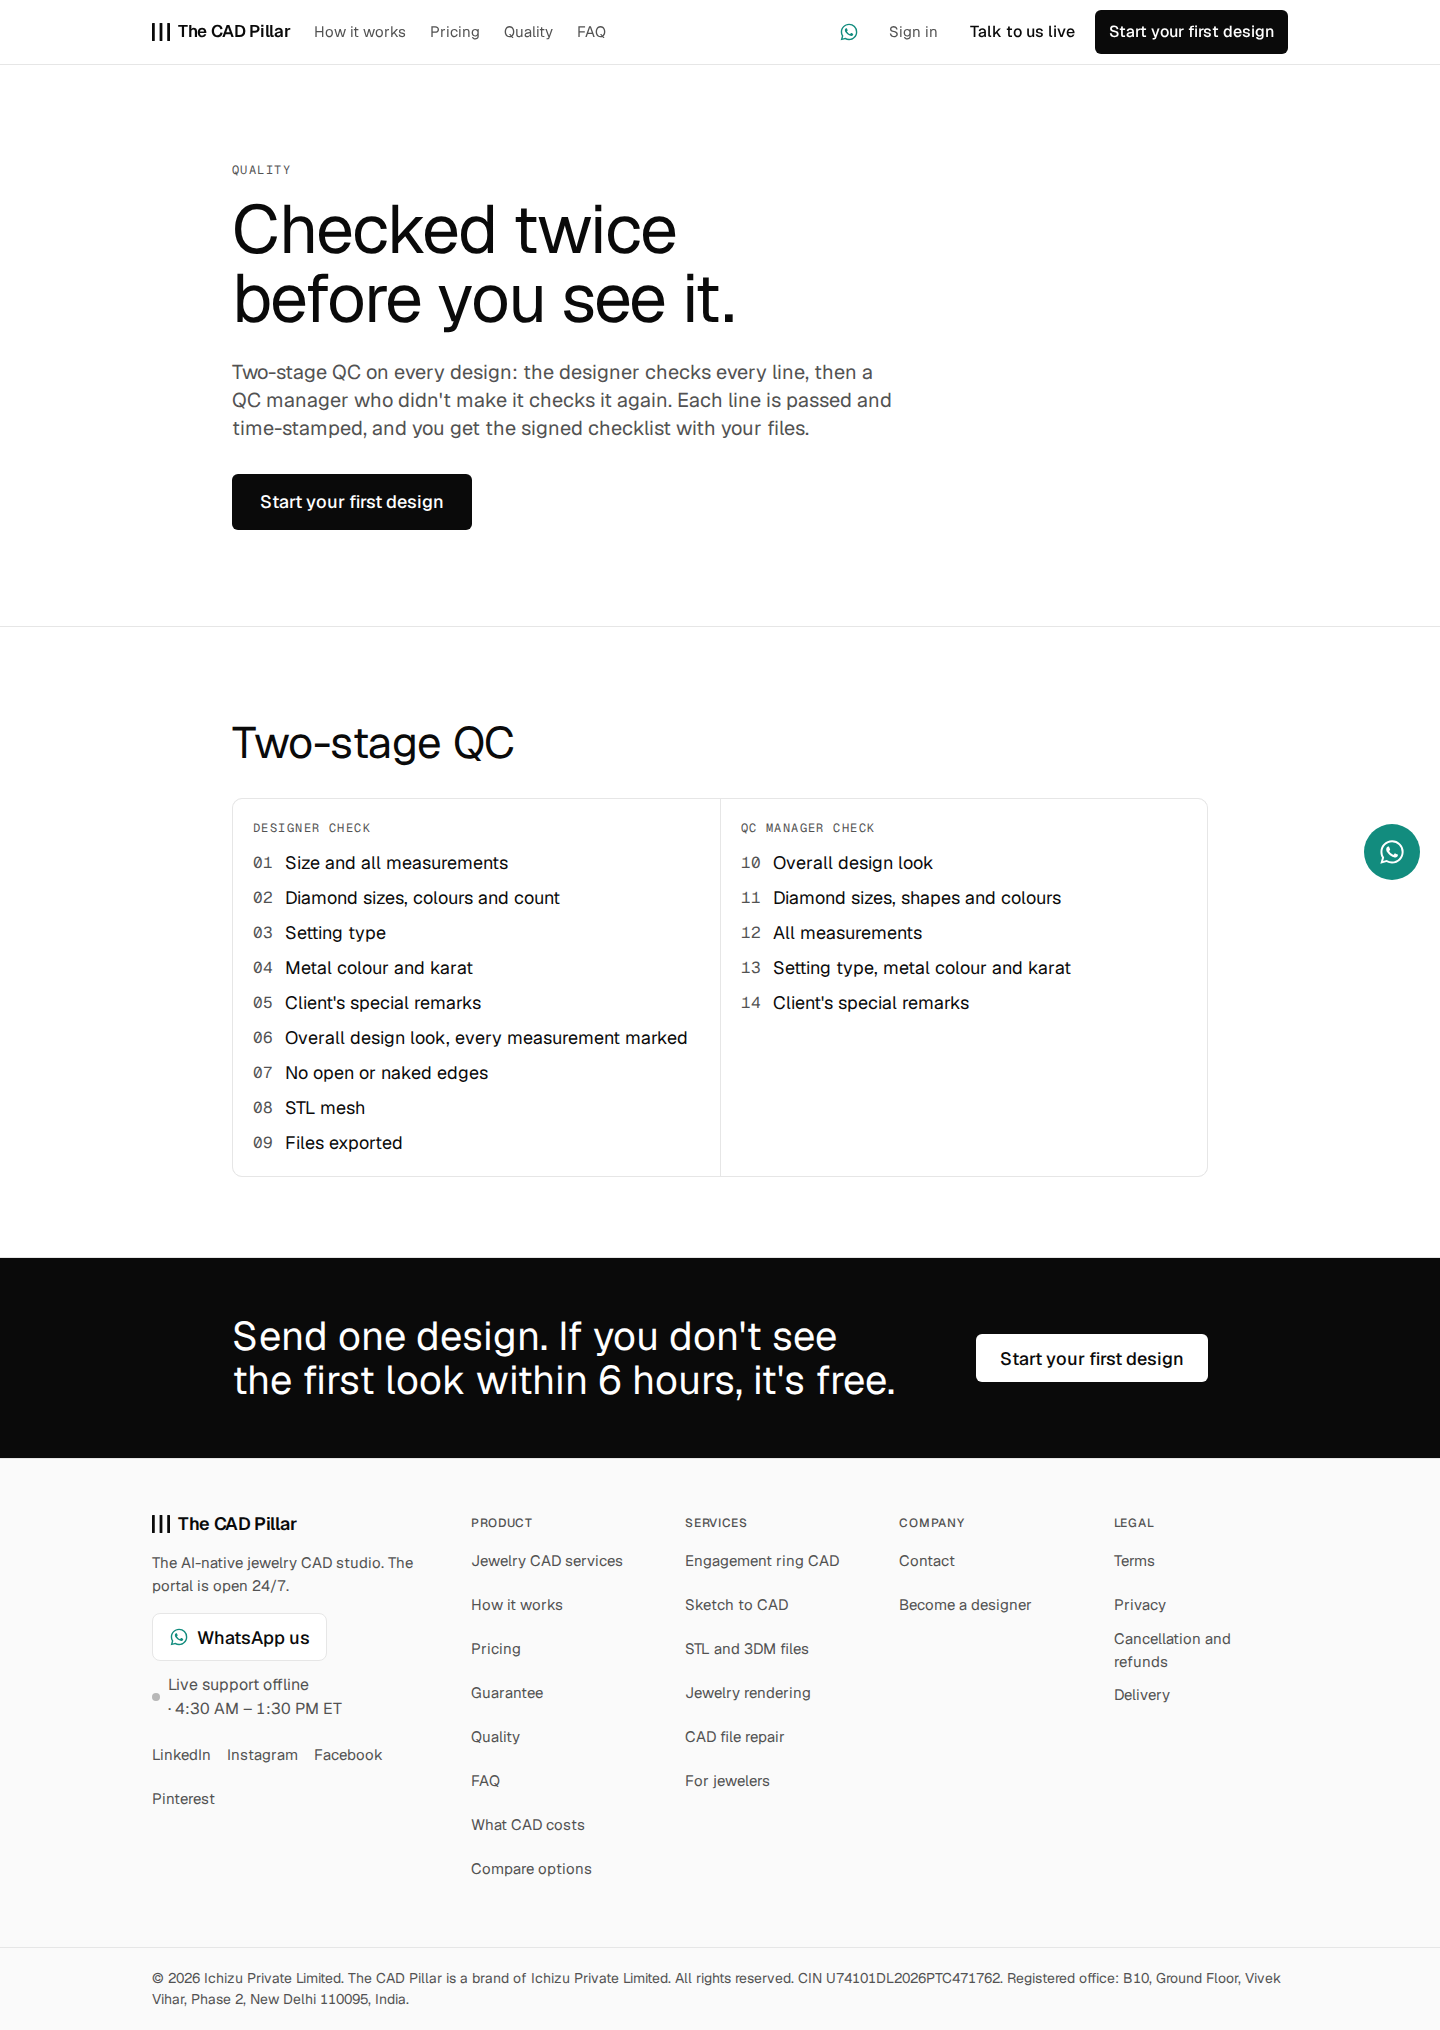 The CAD Pillar How it works Pricing Quality FAQ Sign in Talk to us live Start your first design
QUALITY
Checked twice
before you see it.
Two-stage QC on every design: the designer checks every line, then a
QC manager who didn't make it checks it again. Each line is passed and
time-stamped, and you get the signed checklist with your files.
Start your first design
Two-stage QC
DESIGNER CHECK
01 Size and all measurements
02 Diamond sizes, colours and count
03 Setting type
04 Metal colour and karat
05 Client's special remarks
06 Overall design look, every measurement marked
07 No open or naked edges
08 STL mesh
09 Files exported
QC MANAGER CHECK
10 Overall design look
11 Diamond sizes, shapes and colours
12 All measurements
13 Setting type, metal colour and karat
14 Client's special remarks
Send one design. If you don't see
the first look within 6 hours, it's free.
Start your first design
The CAD Pillar
The AI-native jewelry CAD studio. The
portal is open 24/7.
WhatsApp us
Live support offline
· 4:30 AM – 1:30 PM ET
LinkedIn Instagram Facebook
Pinterest
PRODUCT
Jewelry CAD services
How it works
Pricing
Guarantee
Quality
FAQ
What CAD costs
Compare options
SERVICES
Engagement ring CAD
Sketch to CAD
STL and 3DM files
Jewelry rendering
CAD file repair
For jewelers
COMPANY
Contact
Become a designer
LEGAL
Terms
Privacy
Cancellation and
refunds
Delivery
© 2026 Ichizu Private Limited. The CAD Pillar is a brand of Ichizu Private Limited. All rights reserved. CIN U74101DL2026PTC471762. Registered office: B10, Ground Floor, Vivek
Vihar, Phase 2, New Delhi 110095, India.